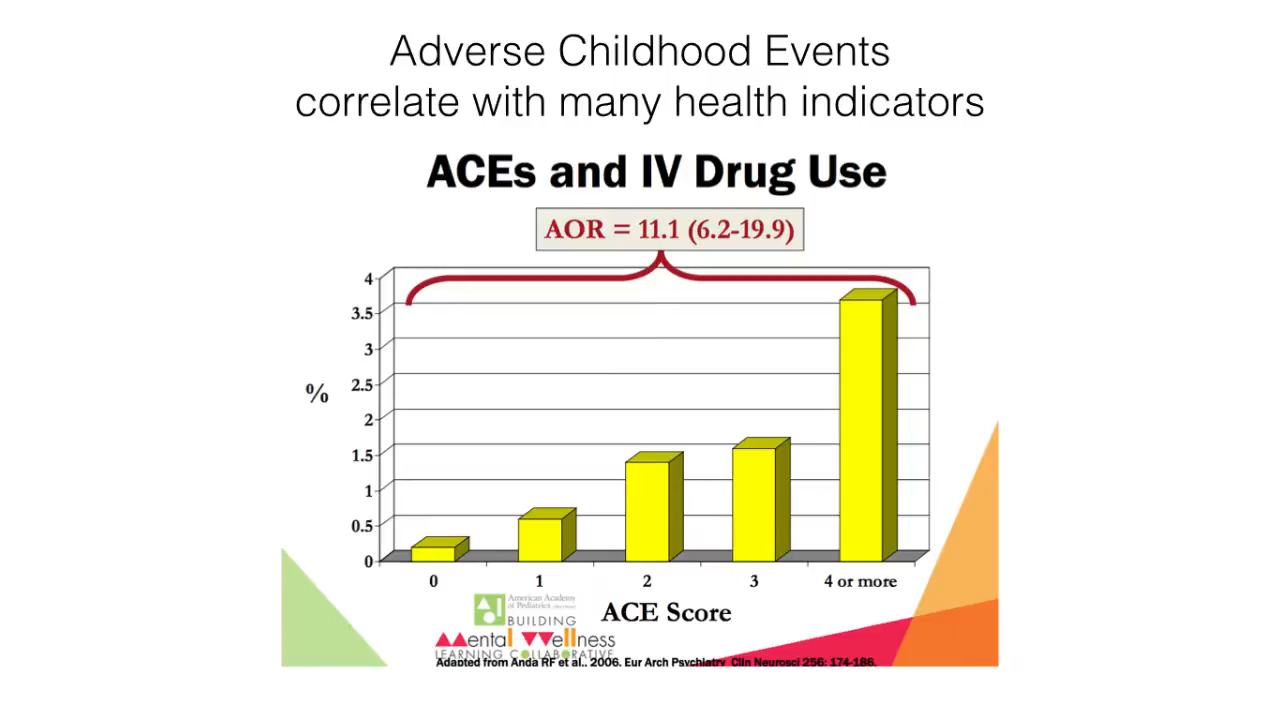 Adverse Childhood Events
correlate with many health indicators
ACEs and IV Drug Use
AOR = 11.1 (6.2-19.9)
%
4
3.5
3
2.5
2
1.5
1
0.5
0
0 1 2 3 4 or more
ACE Score
American Academy
of Pediatrics
BUILDING
Mental Wellness
LEARNING COLLABORATIVE
Adapted from Anda RF et al., 2006. Eur Arch Psychiatry Clin Neurosci 256: 174-186.